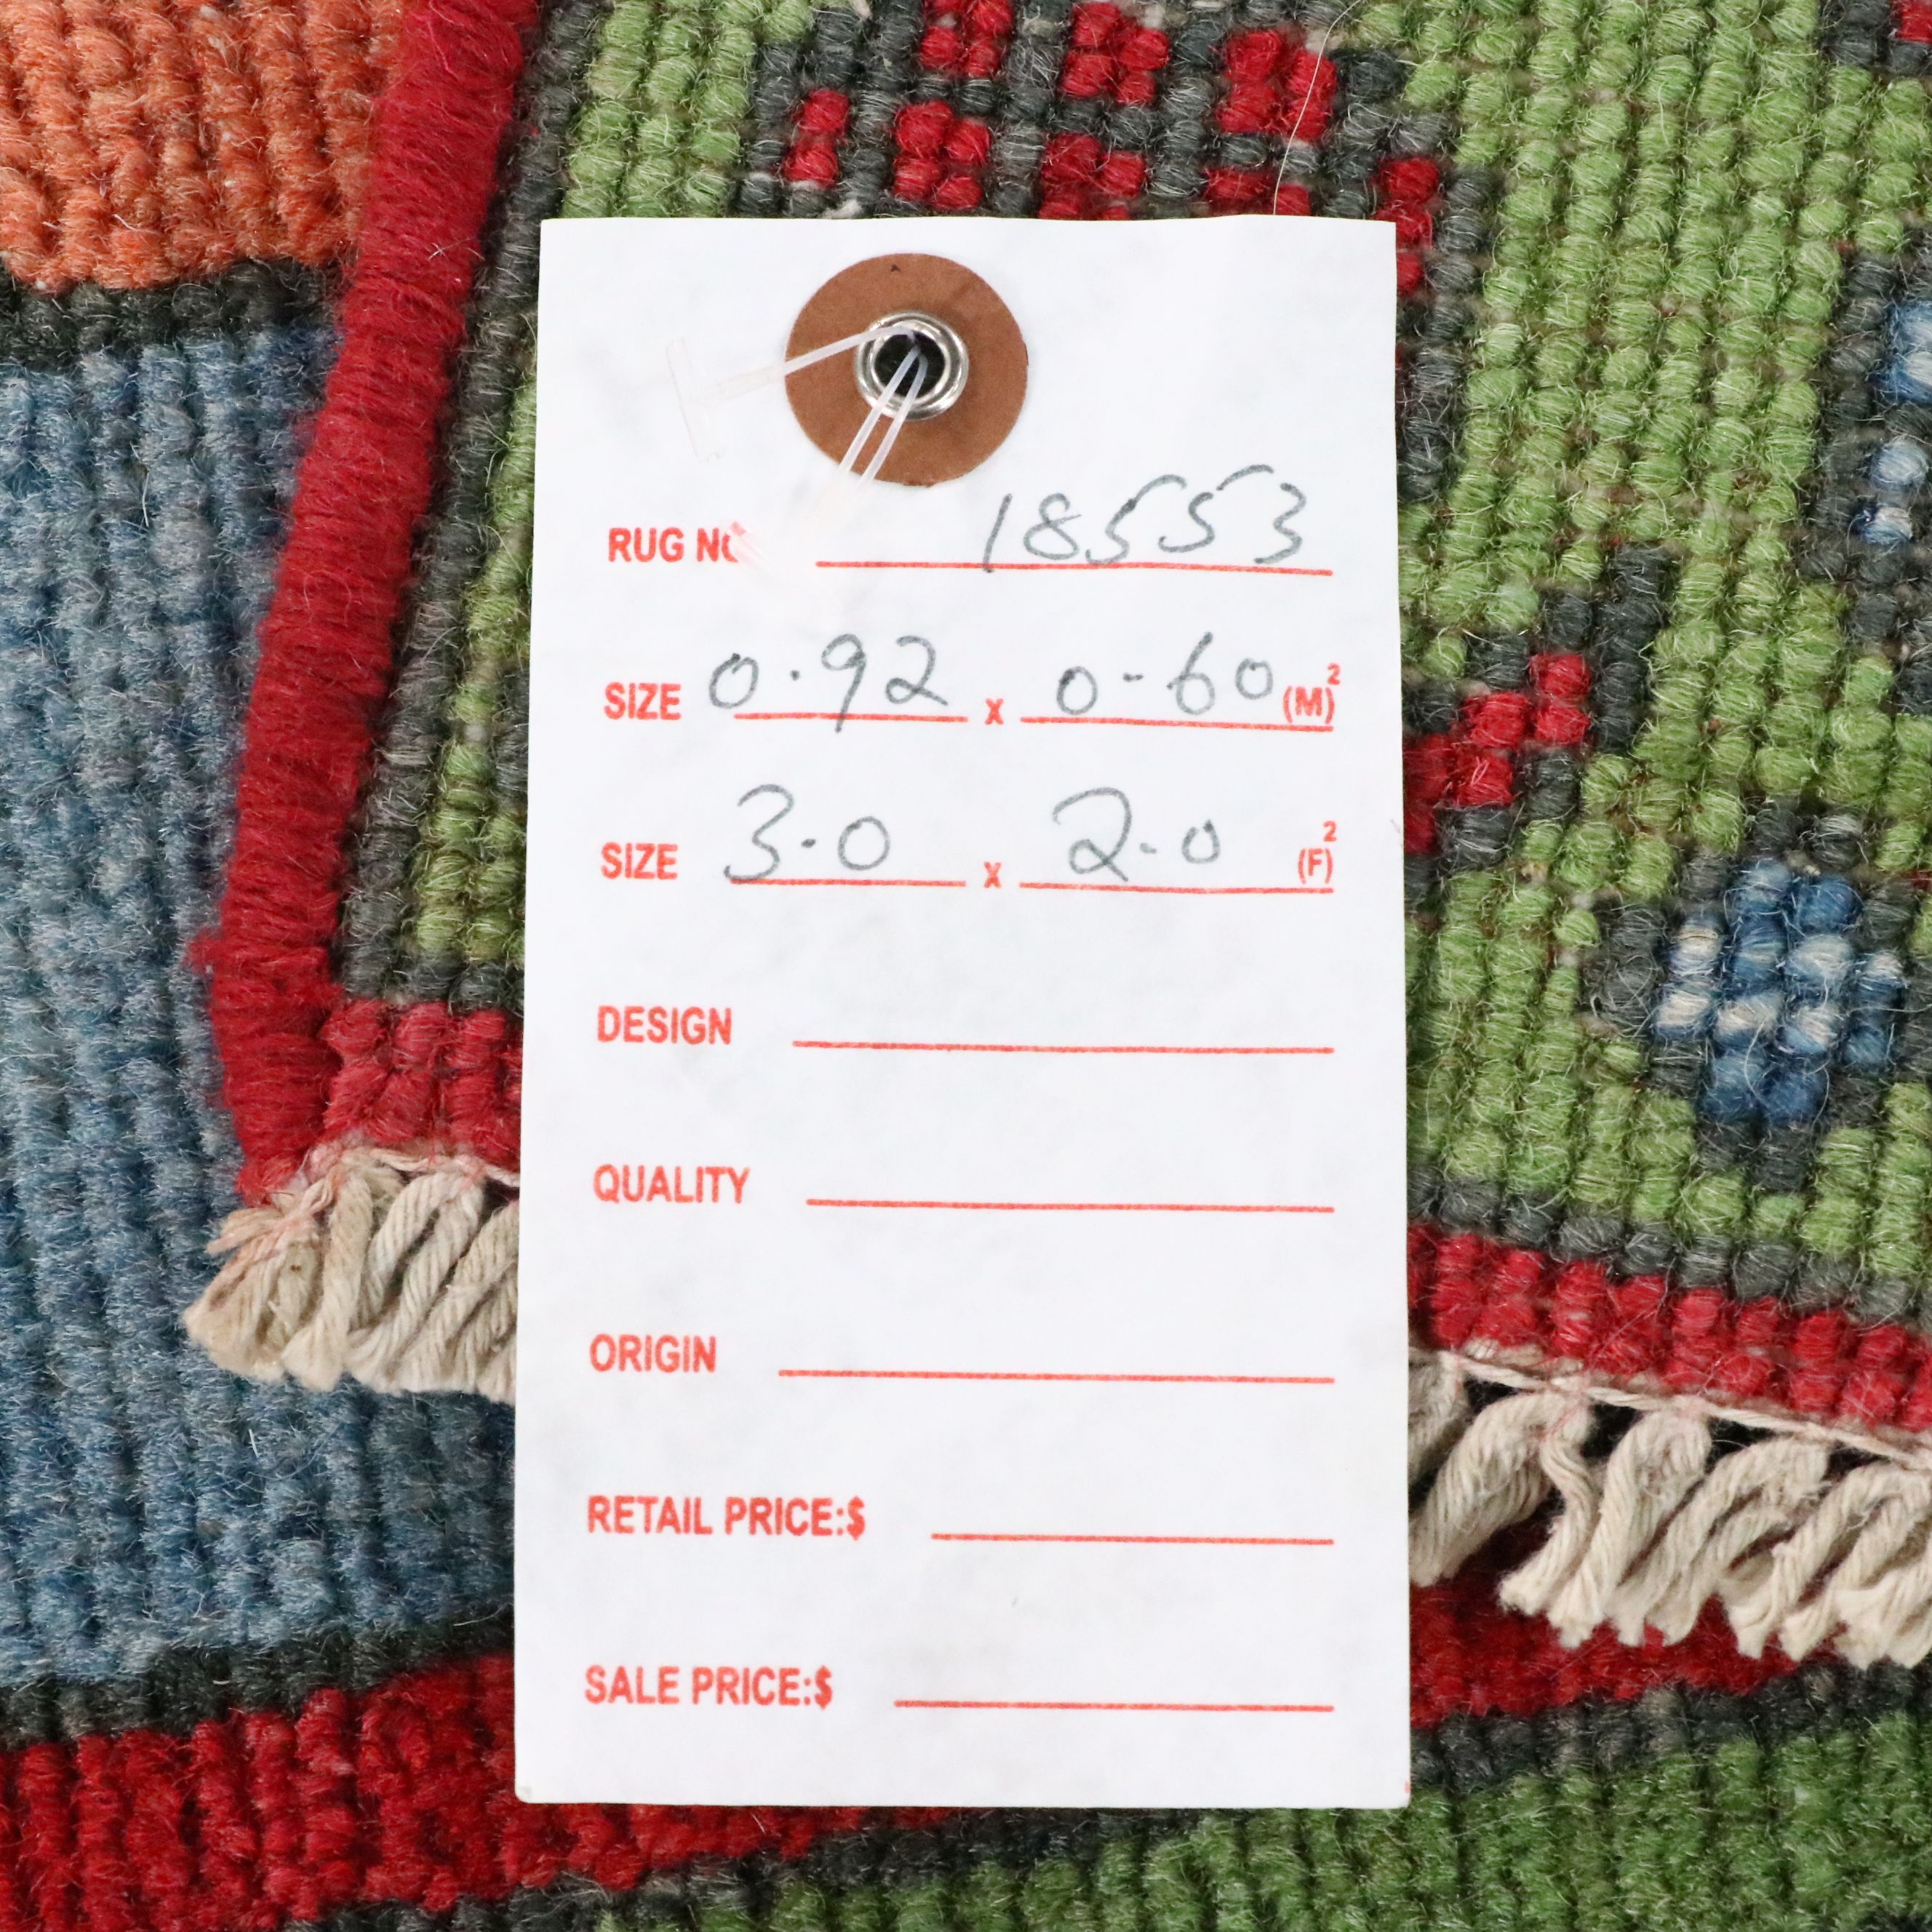 RUG NO 18553
SIZE 0.92 x 0-60 (M)²
SIZE 3.0 x 2.0 (F)²
DESIGN
QUALITY
ORIGIN
RETAIL PRICE:$
SALE PRICE:$